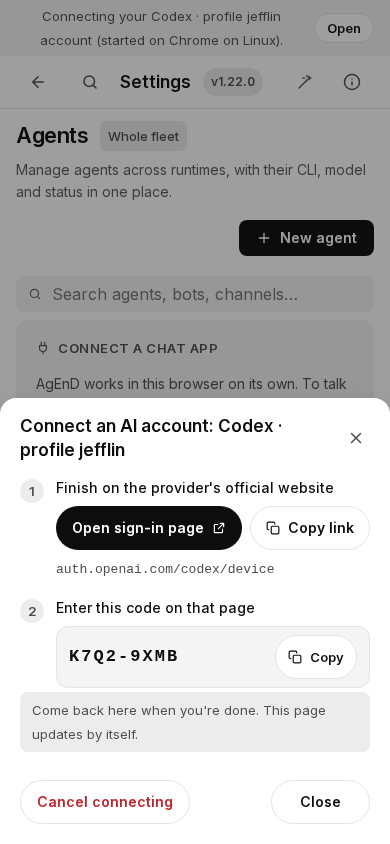 Connecting your Codex · profile jefflin
account (started on Chrome on Linux).
Open
Settings
v1.22.0
Agents
Whole fleet
Manage agents across runtimes, with their CLI, model
and status in one place.
New agent
Search agents, bots, channels…
CONNECT A CHAT APP
AgEnD works in this browser on its own. To talk
Connect an AI account: Codex ·
profile jefflin
1
Finish on the provider's official website
Open sign-in page
Copy link
auth.openai.com/codex/device
2
Enter this code on that page
K7Q2-9XMB
Copy
Come back here when you're done. This page
updates by itself.
Cancel connecting
Close